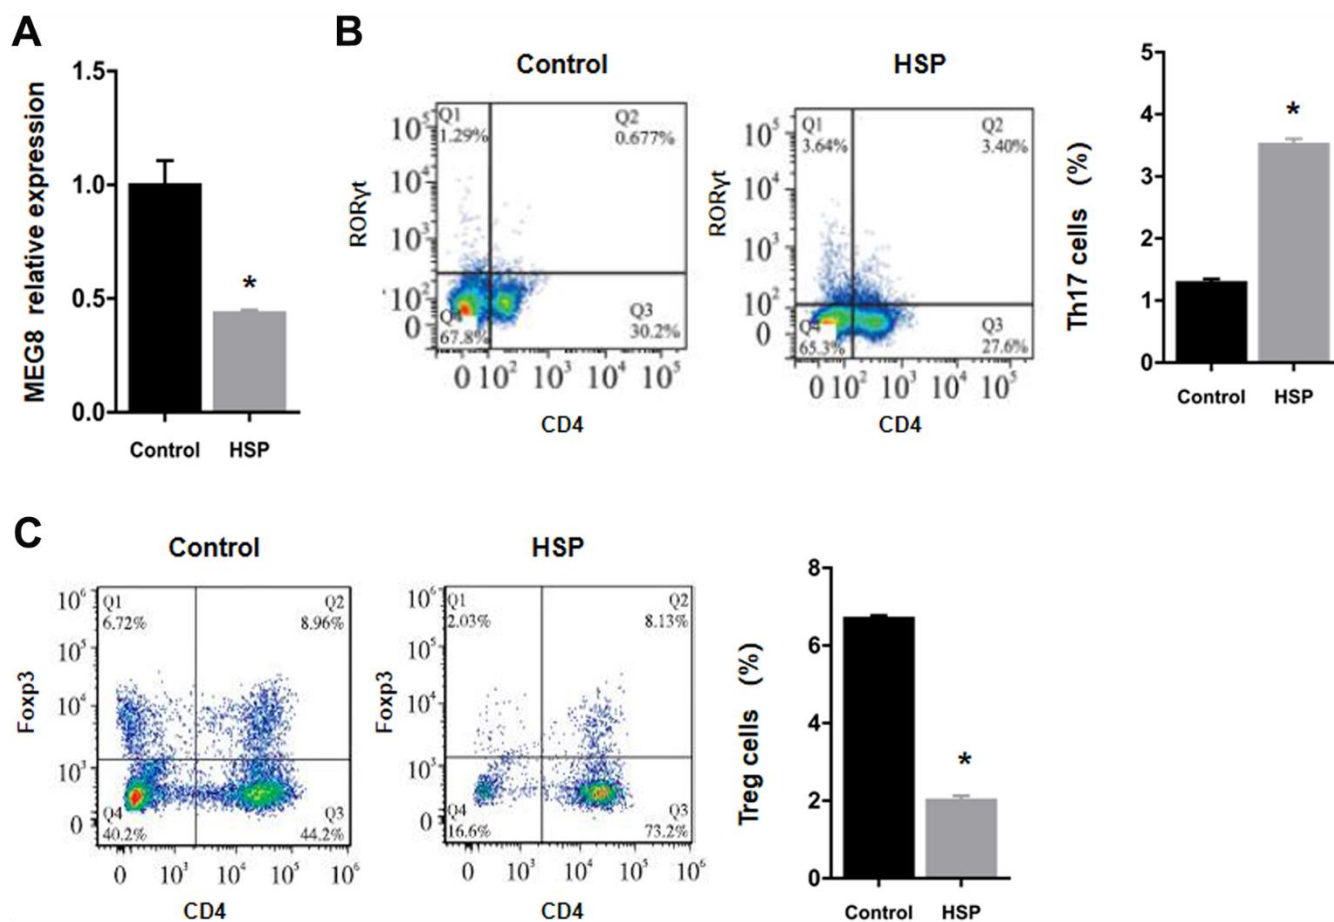 A
MEG8 relative expression
1.5
1.0
0.5
0.0
*
Control
HSP
B
Control
Q1
1.29%
Q2
0.677%
Q3
30.2%
Q4
67.8%
RORγt
10⁵
10⁴
10³
10²
0
0 10² 10³ 10⁴ 10⁵
CD4
HSP
Q1
3.64%
Q2
3.40%
Q3
27.6%
Q4
65.3%
RORγt
10⁵
10⁴
10³
10²
0
0 10² 10³ 10⁴ 10⁵
CD4
Th17 cells (%)
5
4
3
2
1
0
*
Control
HSP
C
Control
Q1
6.72%
Q2
8.96%
Q4
40.2%
Q3
44.2%
Foxp3
10⁶
10⁵
10⁴
10³
0
0 10³ 10⁴ 10⁵ 10⁶
CD4
HSP
Q1
2.03%
Q2
8.13%
Q4
16.6%
Q3
73.2%
Foxp3
10⁶
10⁵
10⁴
10³
0
0 10³ 10⁴ 10⁵ 10⁶
CD4
Treg cells (%)
8
6
4
2
0
*
Control
HSP